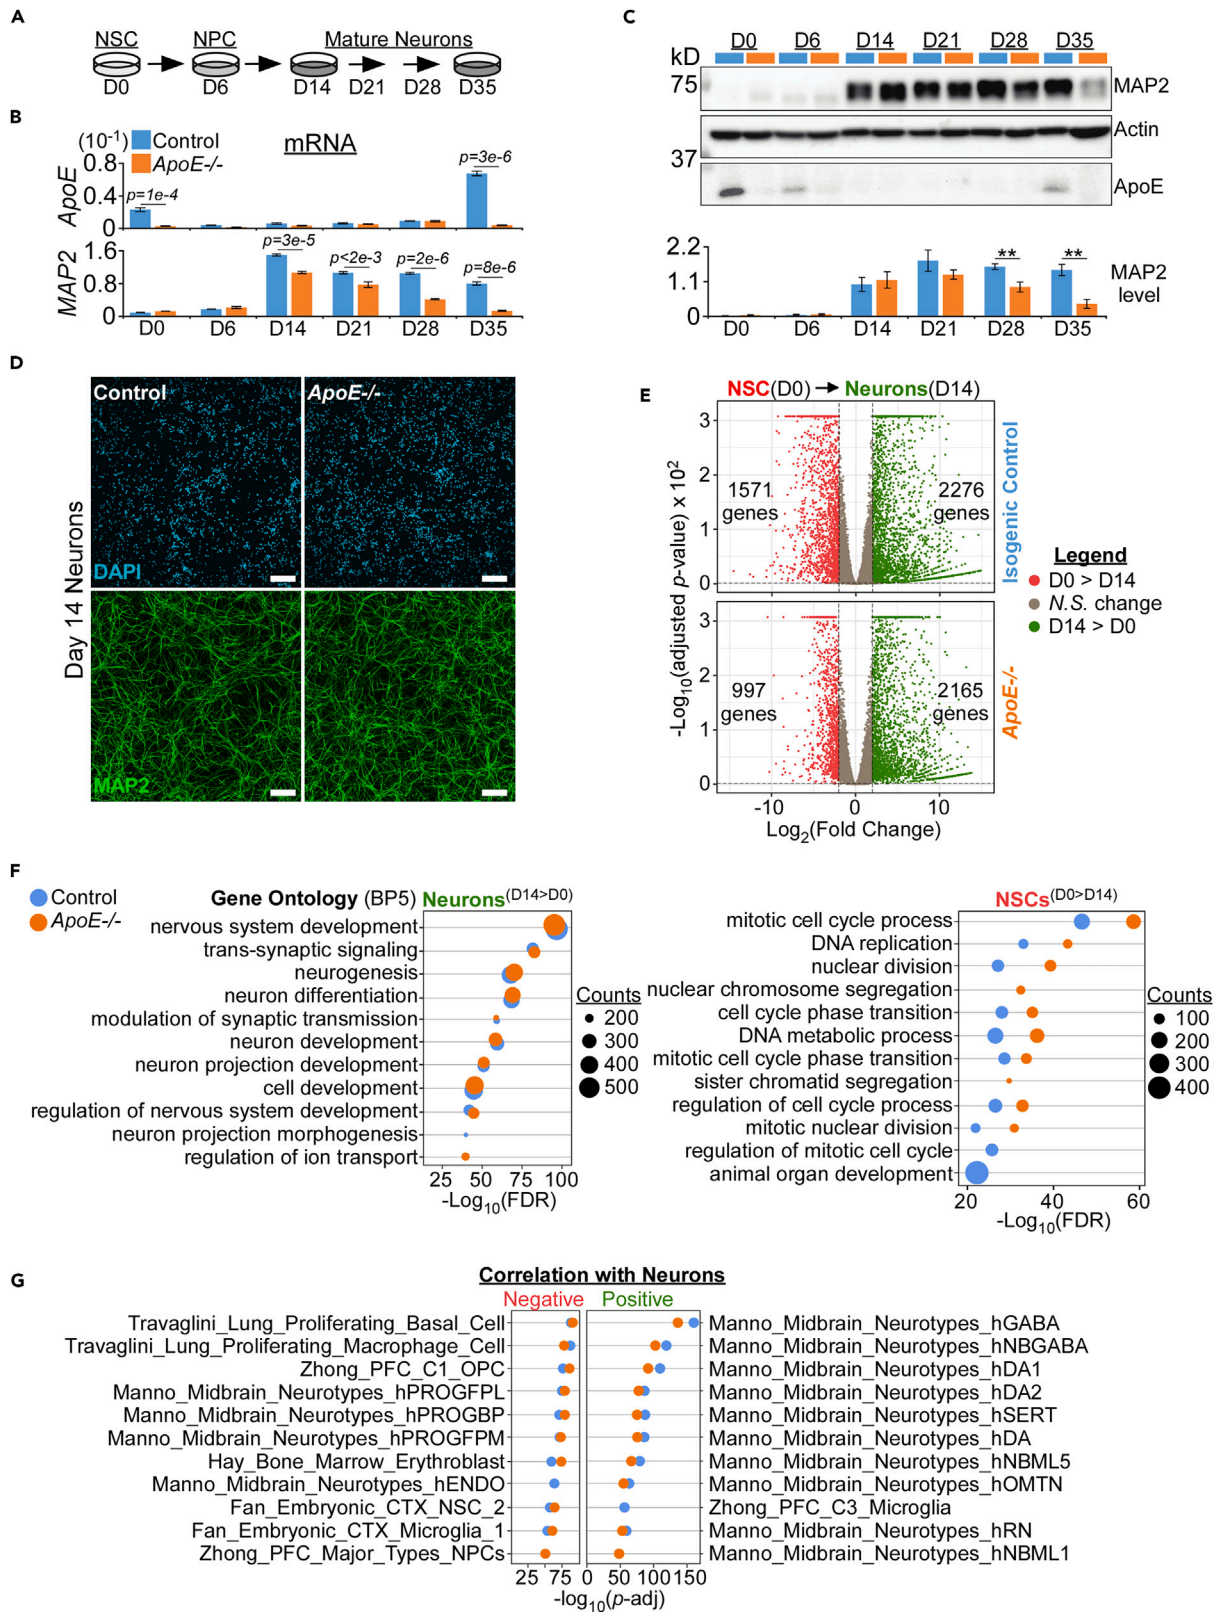 A
NSC NPC Mature Neurons
D0 D6 D14 D21 D28 D35
B
(10-1) Control
ApoE-/-
mRNA
0.8
0.4
0
ApoE
p=1e-4
p=3e-6
1.6
0.8
0
MAP2
p=3e-5
p<2e-3
p=2e-6
p=8e-6
D0 D6 D14 D21 D28 D35
C
kD D0 D6 D14 D21 D28 D35
75 MAP2
Actin
37
ApoE
2.2
1.1
0
** **
MAP2
level
D0 D6 D14 D21 D28 D35
D
Control ApoE-/-
Day 14 Neurons
DAPI
MAP2
E
NSC(D0) → Neurons(D14)
3
2
1
0
1571
genes
2276
genes
Isogenic Control
3
2
1
0
997
genes
2165
genes
ApoE-/-
-Log10(adjusted p-value) x 102
-10 0 10
Log2(Fold Change)
Legend
D0 > D14
N.S. change
D14 > D0
F
Control
ApoE-/-
Gene Ontology (BP5) Neurons(D14>D0)
nervous system development
trans-synaptic signaling
neurogenesis
neuron differentiation
modulation of synaptic transmission
neuron development
neuron projection development
cell development
regulation of nervous system development
neuron projection morphogenesis
regulation of ion transport
25 50 75 100
-Log10(FDR)
Counts
200
300
400
500
NSCs(D0>D14)
mitotic cell cycle process
DNA replication
nuclear division
nuclear chromosome segregation
cell cycle phase transition
DNA metabolic process
mitotic cell cycle phase transition
sister chromatid segregation
regulation of cell cycle process
mitotic nuclear division
regulation of mitotic cell cycle
animal organ development
20 40 60
-Log10(FDR)
Counts
100
200
300
400
G
Correlation with Neurons
Negative Positive
Travaglini_Lung_Proliferating_Basal_Cell Manno_Midbrain_Neurotypes_hGABA
Travaglini_Lung_Proliferating_Macrophage_Cell Manno_Midbrain_Neurotypes_hNBGABA
Zhong_PFC_C1_OPC Manno_Midbrain_Neurotypes_hDA1
Manno_Midbrain_Neurotypes_hPROGFPL Manno_Midbrain_Neurotypes_hDA2
Manno_Midbrain_Neurotypes_hPROGBP Manno_Midbrain_Neurotypes_hSERT
Manno_Midbrain_Neurotypes_hPROGFPM Manno_Midbrain_Neurotypes_hDA
Hay_Bone_Marrow_Erythroblast Manno_Midbrain_Neurotypes_hNBML5
Manno_Midbrain_Neurotypes_hENDO Manno_Midbrain_Neurotypes_hOMTN
Fan_Embryonic_CTX_NSC_2 Zhong_PFC_C3_Microglia
Fan_Embryonic_CTX_Microglia_1 Manno_Midbrain_Neurotypes_hRN
Zhong_PFC_Major_Types_NPCs Manno_Midbrain_Neurotypes_hNBML1
25 75 0 50 100 150
-log10(p-adj)